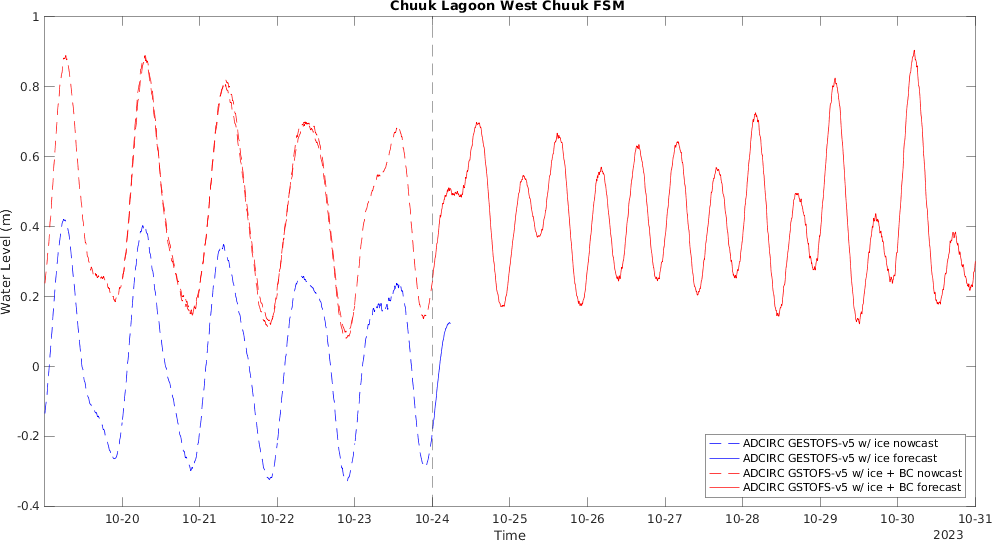 Chuuk Lagoon West Chuuk FSM
1
0.8
0.6
0.4
0.2
0
-0.2
-0.4
Water Level (m)
ADCIRC GESTOFS-v5 w/ ice nowcast
ADCIRC GESTOFS-v5 w/ ice forecast
ADCIRC GSTOFS-v5 w/ ice + BC nowcast
ADCIRC GSTOFS-v5 w/ ice + BC forecast
10-20 10-21 10-22 10-23 10-24 10-25 10-26 10-27 10-28 10-29 10-30 10-31
Time
2023